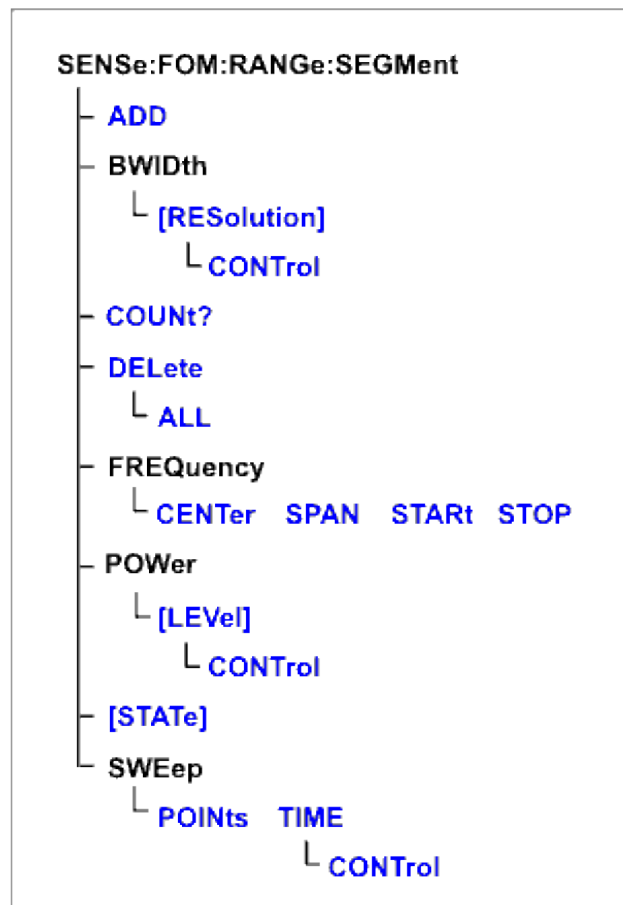 SENSe:FOM:RANGe:SEGMent
ADD
BWIDth
[RESolution]
CONTrol
COUNt?
DELete
ALL
FREQuency
CENTer SPAN STARt STOP
POWer
[LEVel]
CONTrol
[STATe]
SWEep
POINts TIME
CONTrol